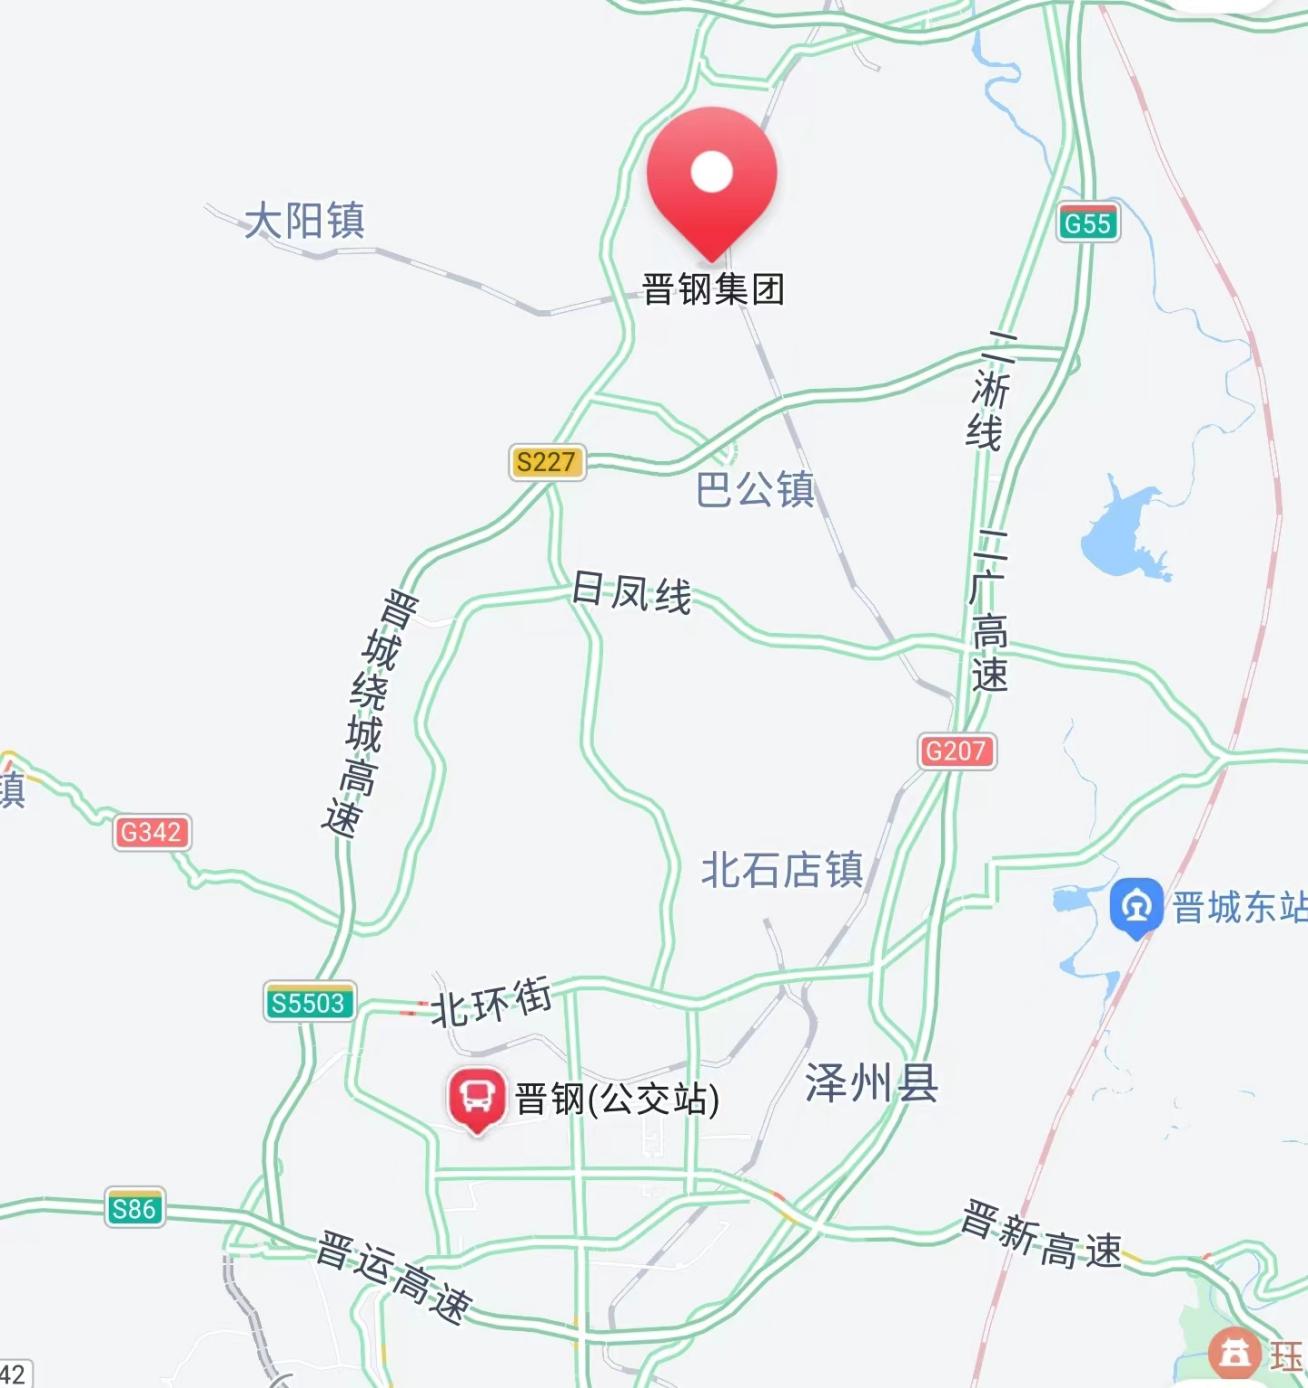 大阳镇
G55
晋钢集团
二淅线
S227
巴公镇
二广高速
日凤线
晋城绕城高速
G207
镇
G342
北石店镇
晋城东站
S5503
北环街
泽州县
晋钢(公交站)
S86
晋新高速
晋运高速
珏
42